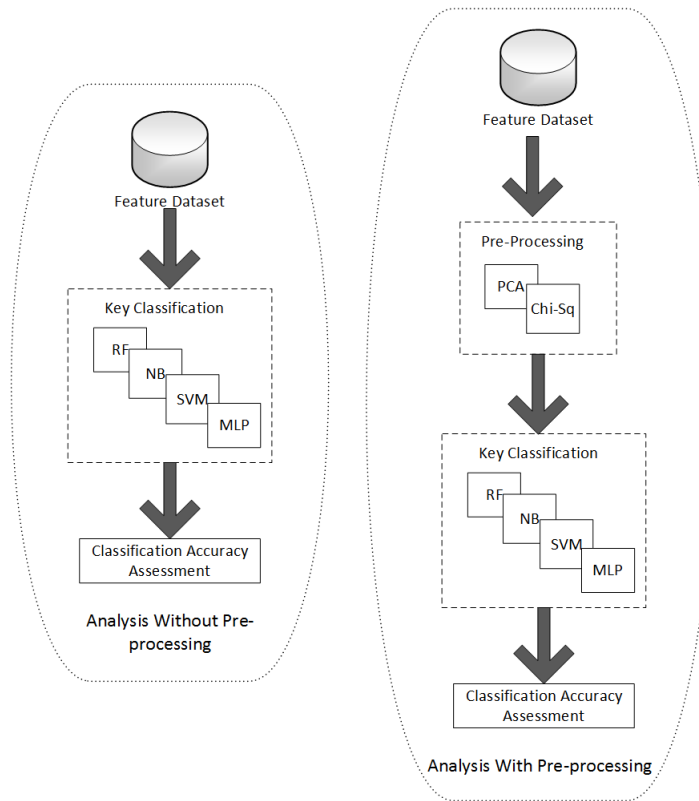 Feature Dataset
Key Classification
RF
NB
SVM
MLP
Classification Accuracy
Assessment
Analysis Without Pre-
processing
Feature Dataset
Pre-Processing
PCA
Chi-Sq
Key Classification
RF
NB
SVM
MLP
Classification Accuracy
Assessment
Analysis With Pre-processing